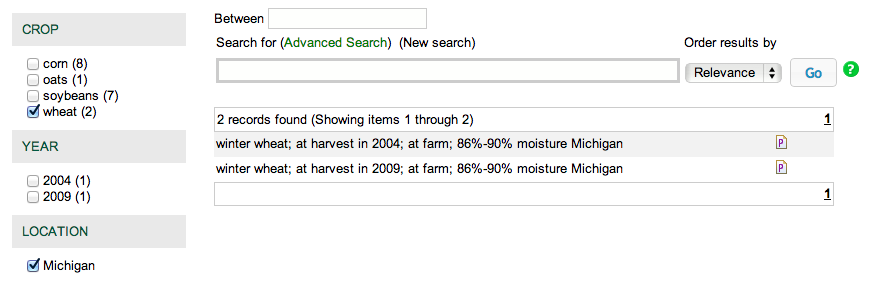 CROP
corn (8)
oats (1)
soybeans (7)
wheat (2)
YEAR
2004 (1)
2009 (1)
LOCATION
Michigan
Between
Search for (Advanced Search) (New search)
Order results by
Relevance
Go
?
2 records found (Showing items 1 through 2) 1
winter wheat; at harvest in 2004; at farm; 86%-90% moisture Michigan P
winter wheat; at harvest in 2009; at farm; 86%-90% moisture Michigan P
1